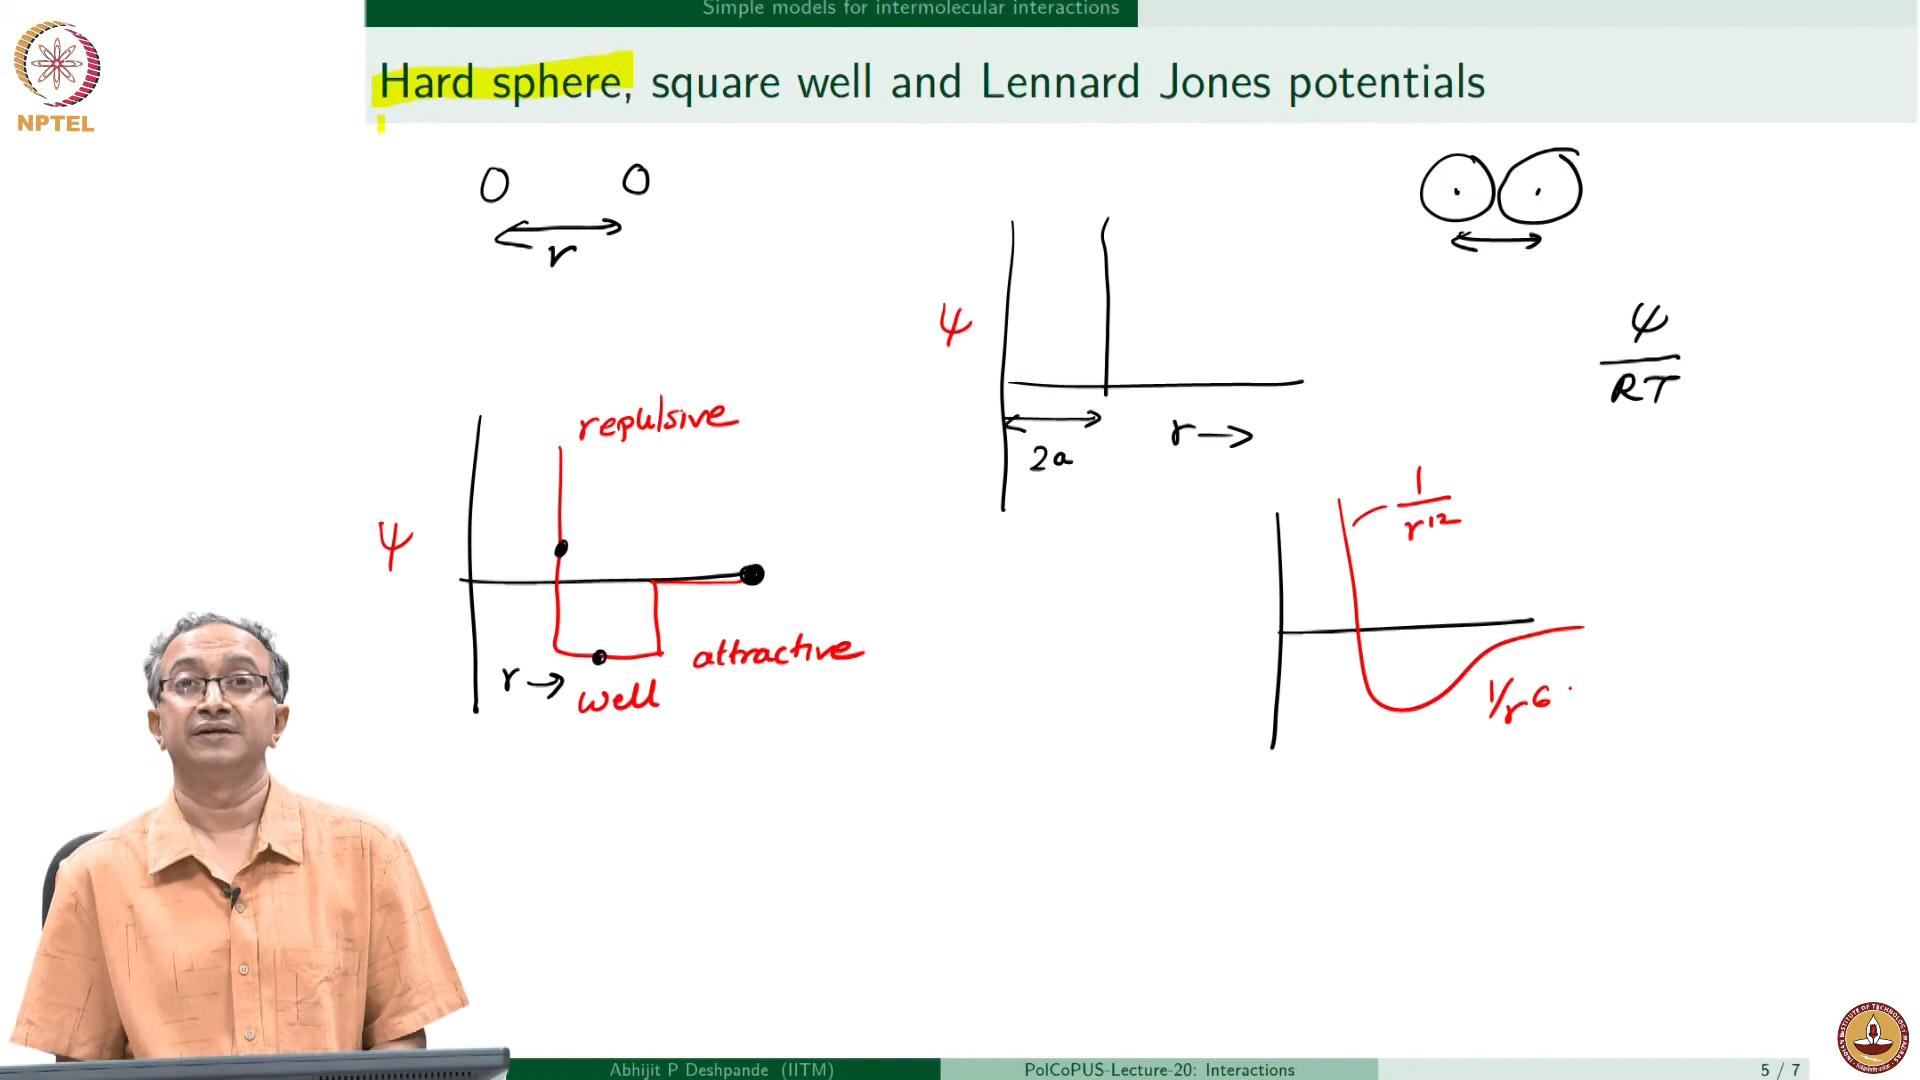 Simple models for intermolecular interactions
Hard sphere, square well and Lennard Jones potentials
NPTEL
r
ψ
2a
r →
ψ
RT
repulsive
ψ
attractive
r →
well
1
r12
1/r6
Abhijit P Deshpande (IITM)
PolCoPUS-Lecture-20: Interactions
5 / 7